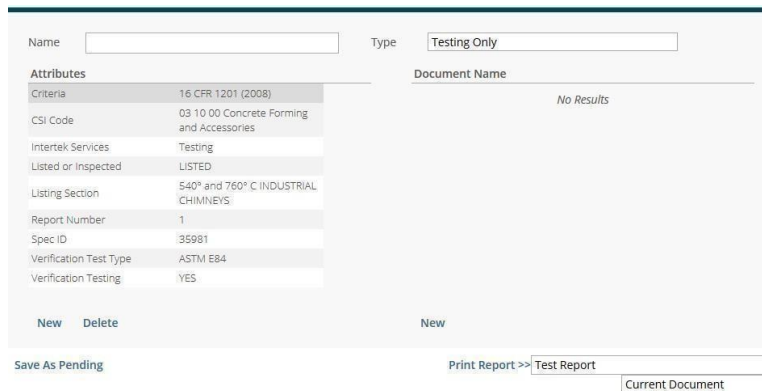 Name Type Testing Only
Attributes Document Name
Criteria 16 CFR 1201 (2008) No Results
CSI Code 03 10 00 Concrete Forming
and Accessories
Intertek Services Testing
Listed or Inspected LISTED
Listing Section 540° and 760° C INDUSTRIAL
CHIMNEYS
Report Number 1
Spec ID 35981
Verification Test Type ASTM E84
Verification Testing YES
New Delete New
Save As Pending Print Report >> Test Report
Current Document